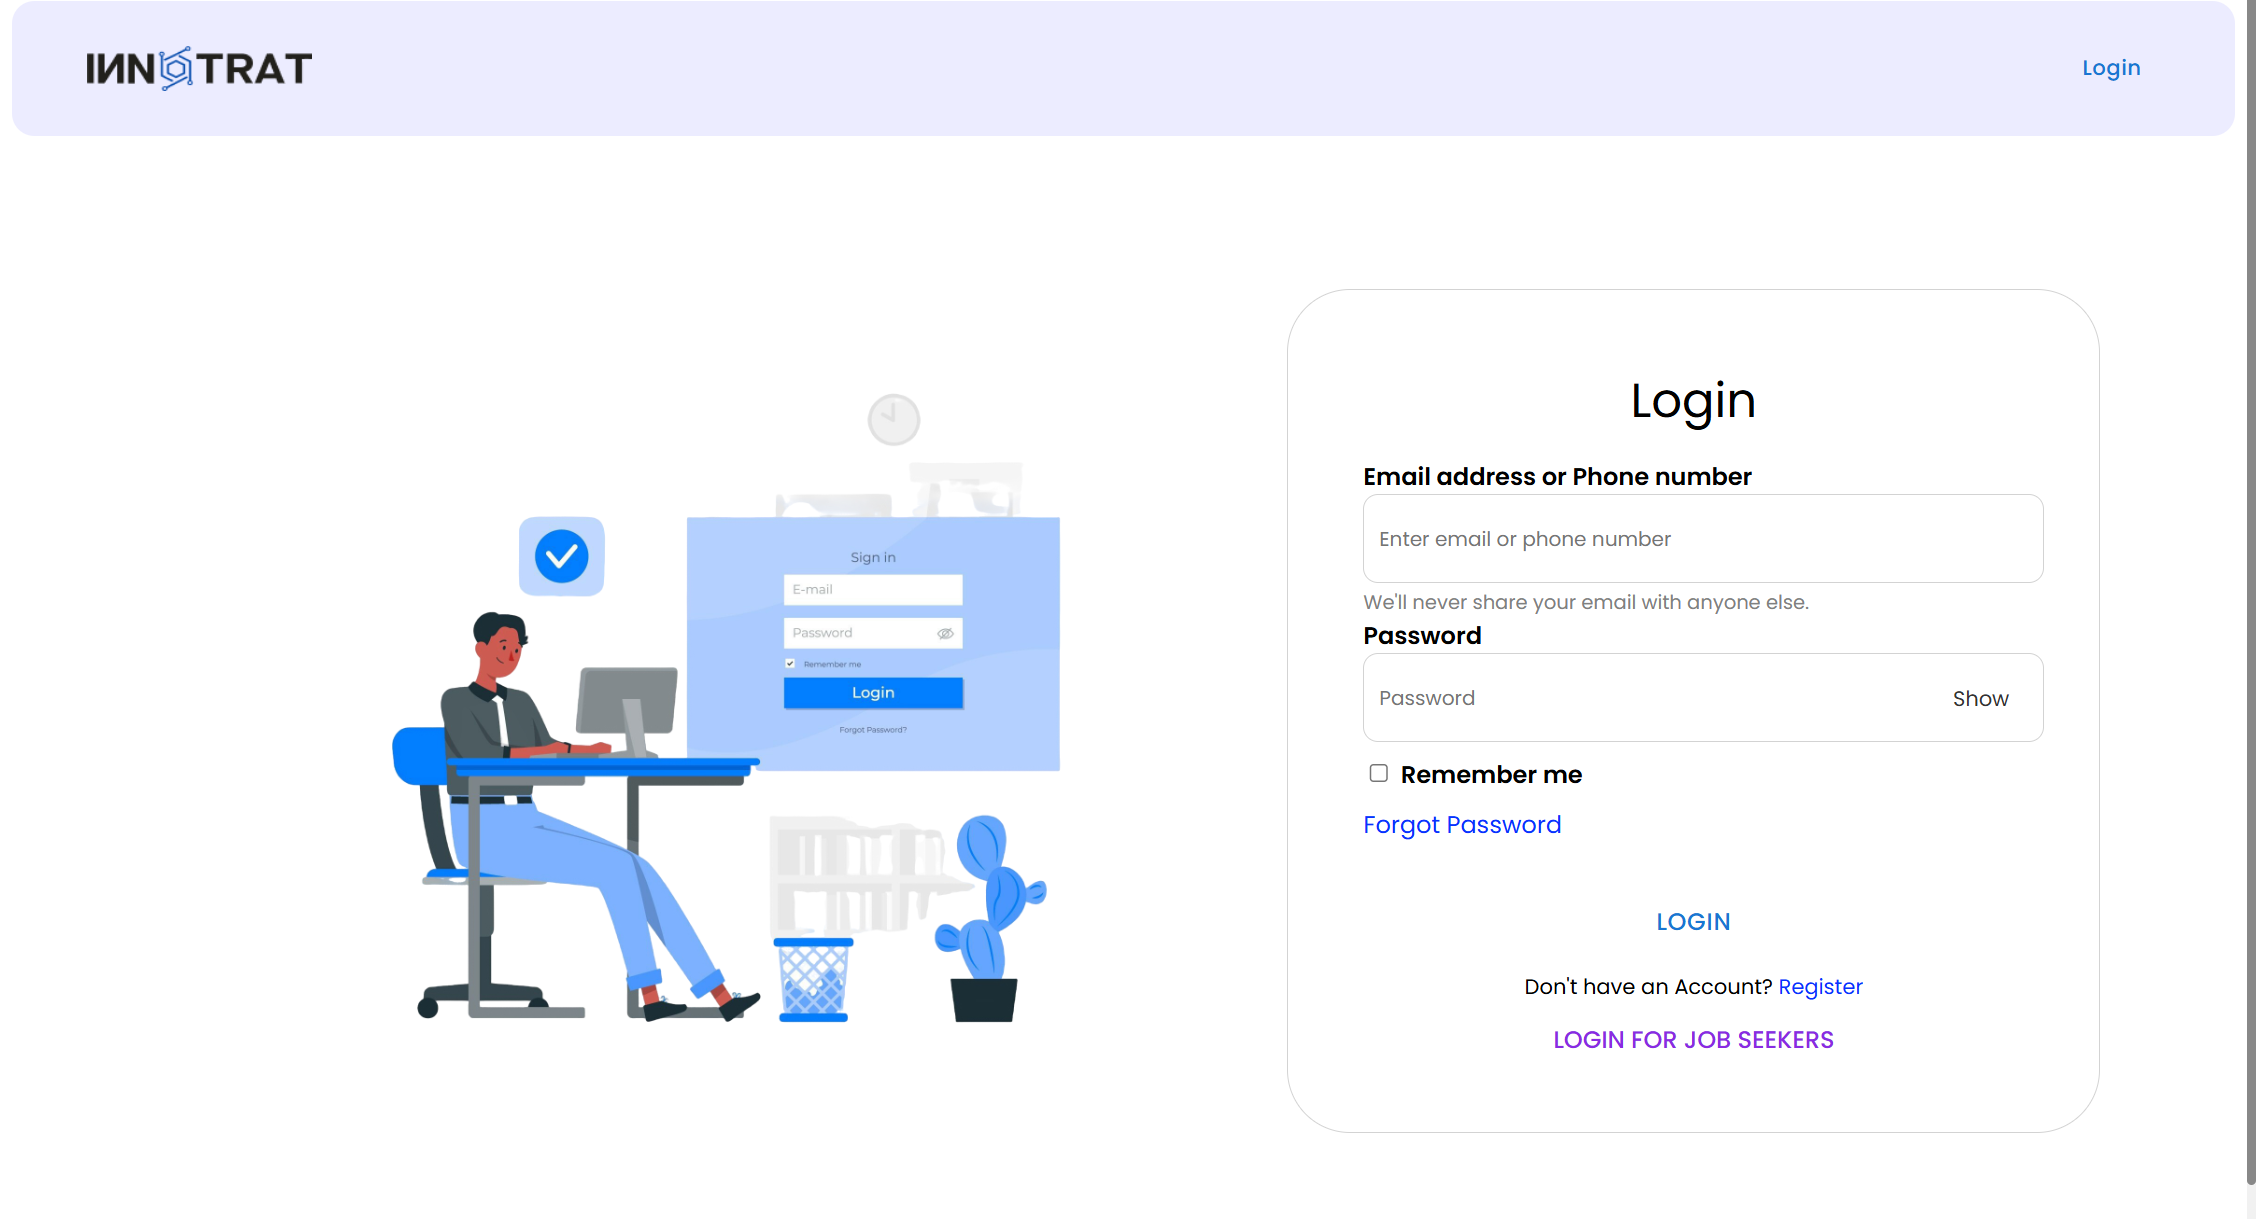 INNOTRAT
Login
Sign in
E-mail
Password
Remember me
Login
Forgot Password?
Login
Email address or Phone number
Enter email or phone number
We'll never share your email with anyone else.
Password
Password Show
Remember me
Forgot Password
LOGIN
Don't have an Account? Register
LOGIN FOR JOB SEEKERS